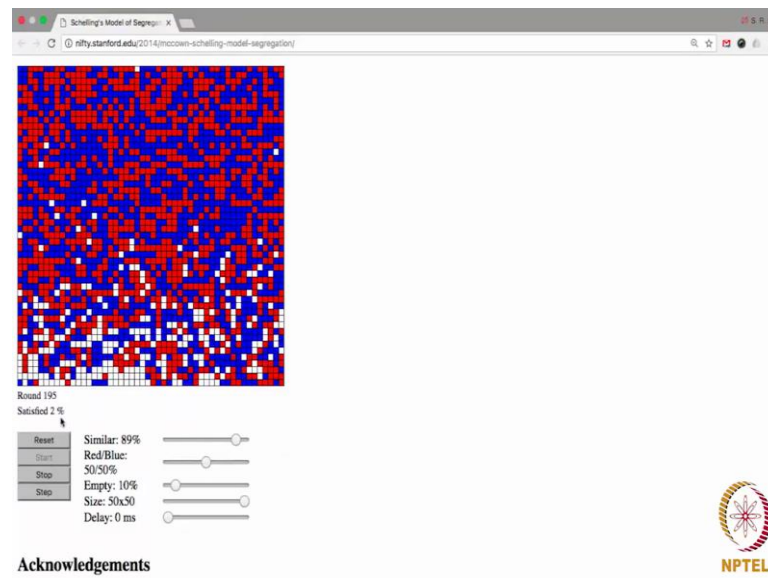 Schelling's Model of Segregat
S. R.
nifty.stanford.edu/2014/mccown-schelling-model-segregation/
Round 195
Satisfied 2 %
Reset
Start
Stop
Step
Similar: 89%
Red/Blue:
50/50%
Empty: 10%
Size: 50x50
Delay: 0 ms
Acknowledgements
NPTEL